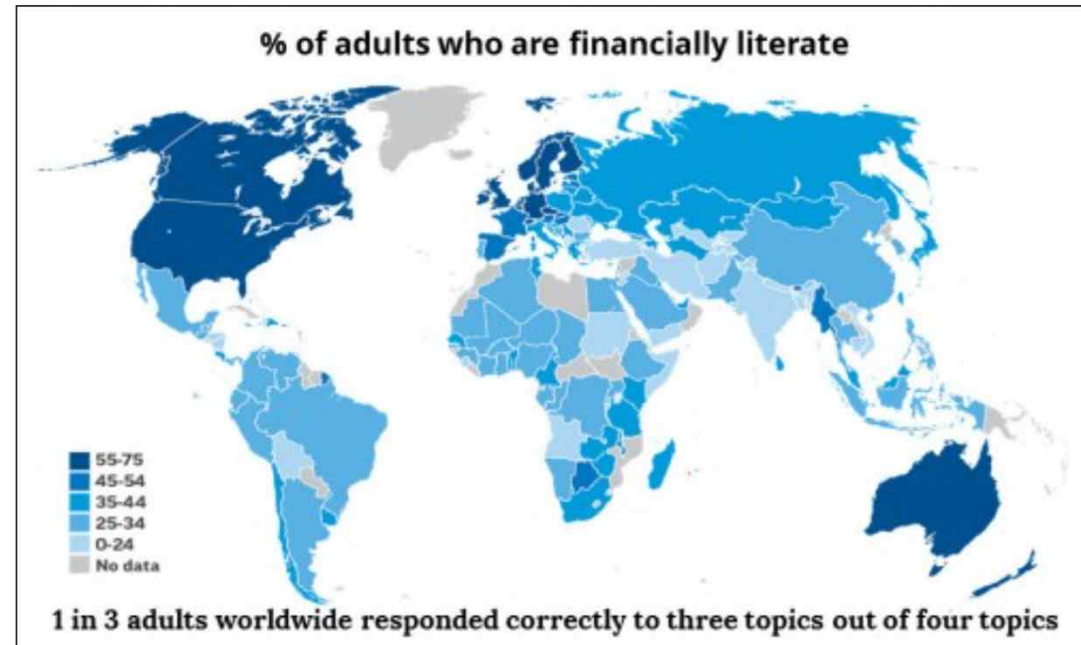 % of adults who are financially literate
55-75
45-54
35-44
25-34
0-24
No data
1 in 3 adults worldwide responded correctly to three topics out of four topics